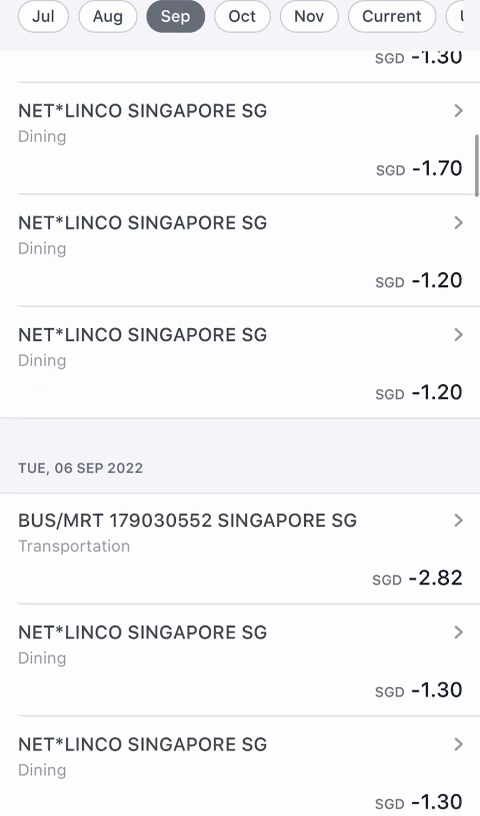 Jul Aug Sep Oct Nov Current
SGD -1.30
NET*LINCO SINGAPORE SG
Dining
SGD -1.70
NET*LINCO SINGAPORE SG
Dining
SGD -1.20
NET*LINCO SINGAPORE SG
Dining
SGD -1.20
TUE, 06 SEP 2022
BUS/MRT 179030552 SINGAPORE SG
Transportation
SGD -2.82
NET*LINCO SINGAPORE SG
Dining
SGD -1.30
NET*LINCO SINGAPORE SG
Dining
SGD -1.30